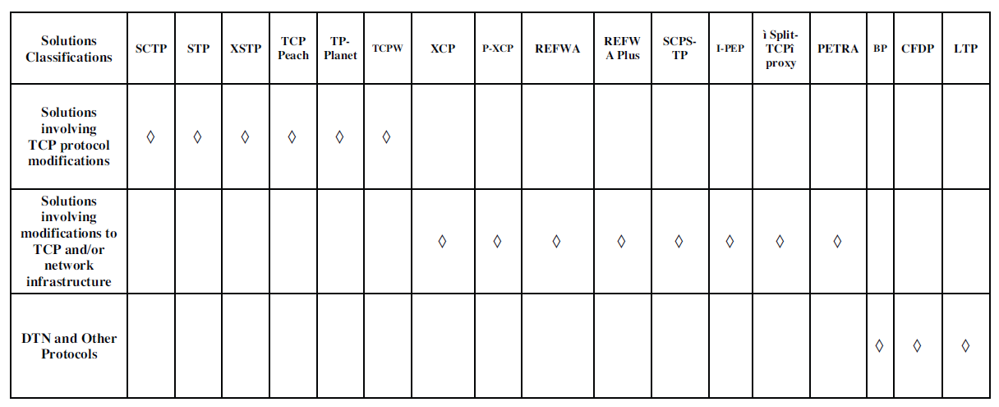 Solutions
Classifications
SCTP
STP
XSTP
TCP
Peach
TP-
Planet
TCPW
XCP
P-XCP
REFWA
REFW
A Plus
SCPS-
TP
I-PEP
ì Split-
TCPî
proxy
PETRA
BP
CFDP
LTP
Solutions
involving
TCP protocol
modifications
◊ ◊ ◊ ◊ ◊ ◊
Solutions
involving
modifications to
TCP and/or
network
infrastructure
◊ ◊ ◊ ◊ ◊ ◊ ◊ ◊
DTN and Other
Protocols
◊ ◊ ◊